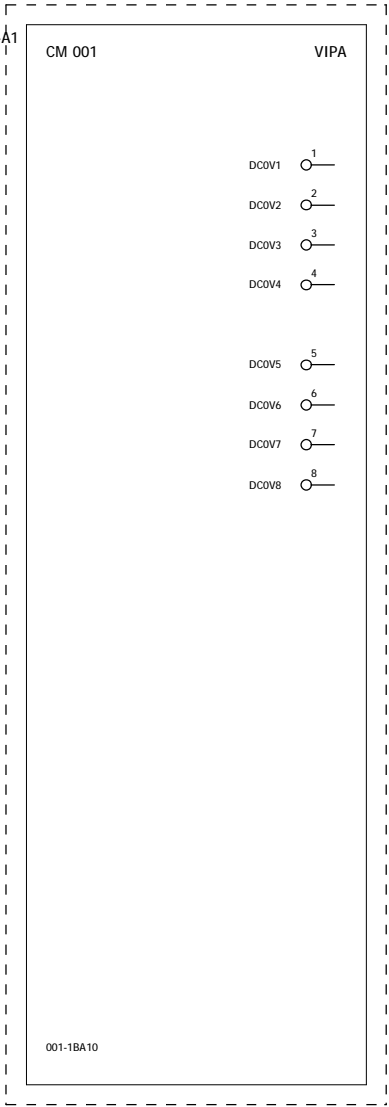 A1
CM 001 VIPA
DC0V1 1
DC0V2 2
DC0V3 3
DC0V4 4
DC0V5 5
DC0V6 6
DC0V7 7
DC0V8 8
001-1BA10